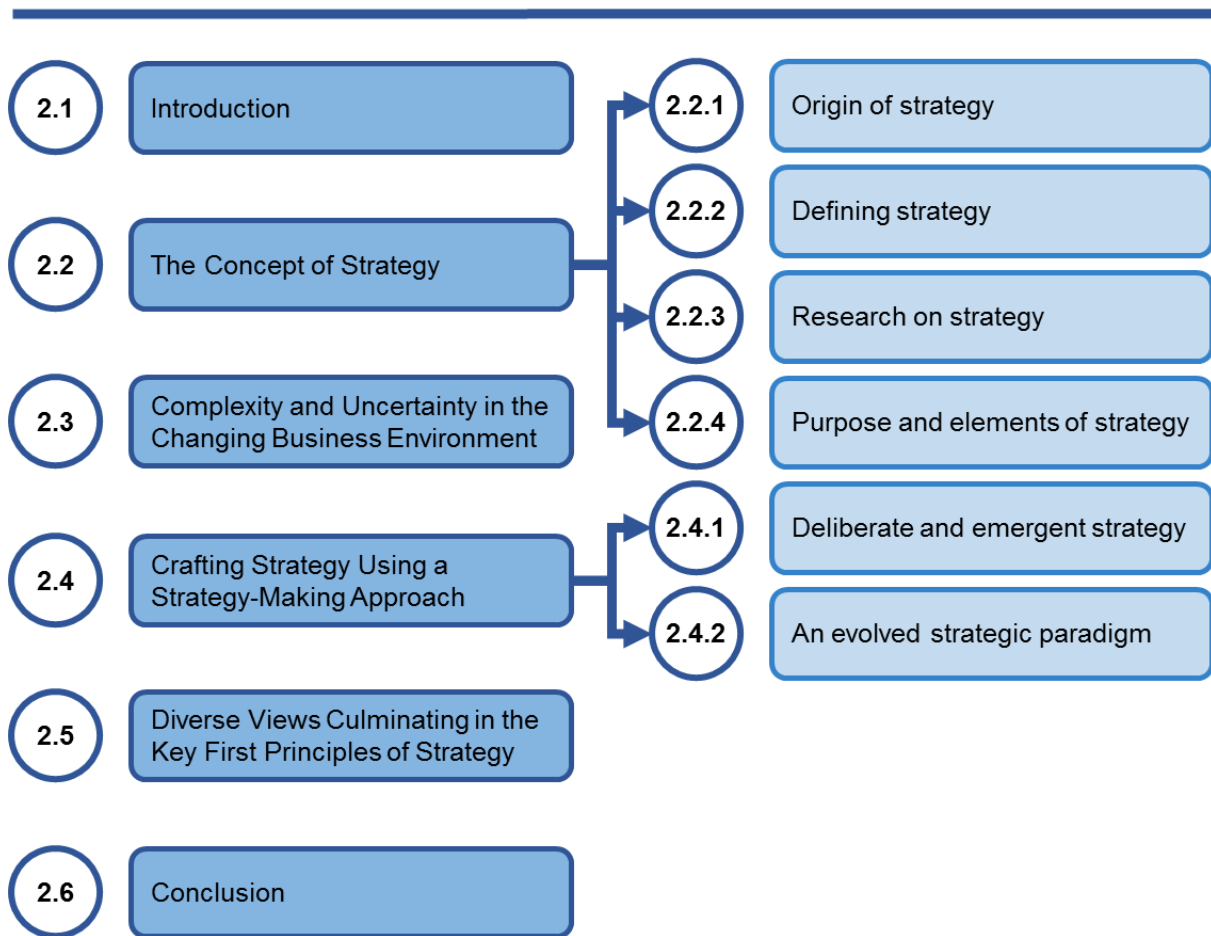 2.1
Introduction
2.2
The Concept of Strategy
2.2.1
Origin of strategy
2.2.2
Defining strategy
2.2.3
Research on strategy
2.2.4
Purpose and elements of strategy
2.3
Complexity and Uncertainty in the
Changing Business Environment
2.4
Crafting Strategy Using a
Strategy-Making Approach
2.4.1
Deliberate and emergent strategy
2.4.2
An evolved strategic paradigm
2.5
Diverse Views Culminating in the
Key First Principles of Strategy
2.6
Conclusion